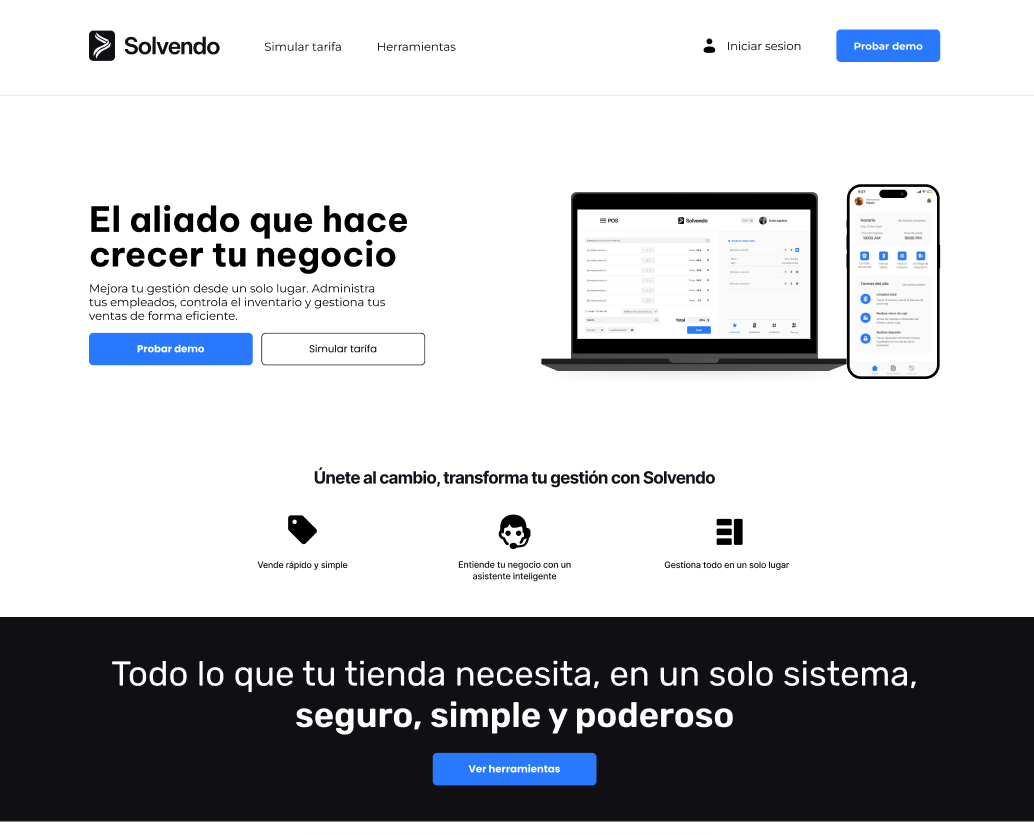 Solvendo
Simular tarifa
Herramientas
Iniciar sesion
Probar demo
El aliado que hace
crecer tu negocio
Mejora tu gestión desde un solo lugar. Administra
tus empleados, controla el inventario y gestiona tus
ventas de forma eficiente.
Probar demo
Simular tarifa
POS
Solvendo
Total
9:27
Horario
10:00 AM
19:00 PM
Tareas del día
Únete al cambio, transforma tu gestión con Solvendo
Vende rápido y simple
Entiende tu negocio con un
asistente inteligente
Gestiona todo en un solo lugar
Todo lo que tu tienda necesita, en un solo sistema,
seguro, simple y poderoso
Ver herramientas